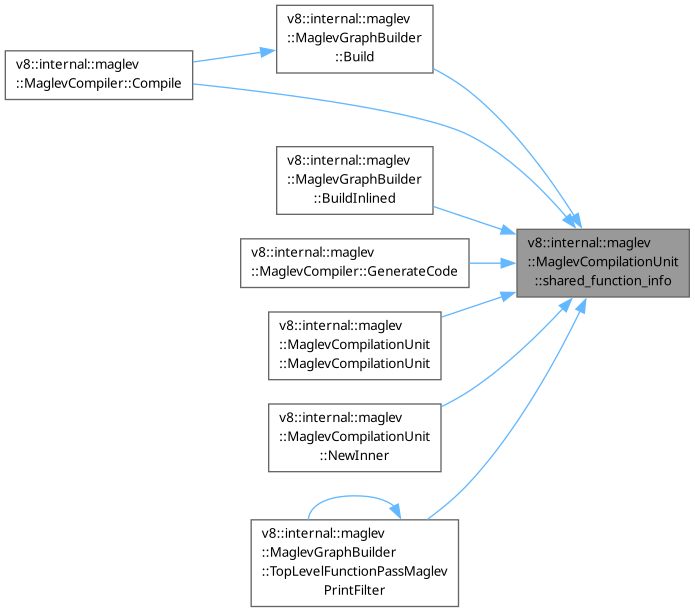 v8::internal::maglev
::MaglevGraphBuilder
::Build
v8::internal::maglev
::MaglevCompiler::Compile
v8::internal::maglev
::MaglevGraphBuilder
::BuildInlined
v8::internal::maglev
::MaglevCompilationUnit
::shared_function_info
v8::internal::maglev
::MaglevCompiler::GenerateCode
v8::internal::maglev
::MaglevCompilationUnit
::MaglevCompilationUnit
v8::internal::maglev
::MaglevCompilationUnit
::NewInner
v8::internal::maglev
::MaglevGraphBuilder
::TopLevelFunctionPassMaglev
PrintFilter